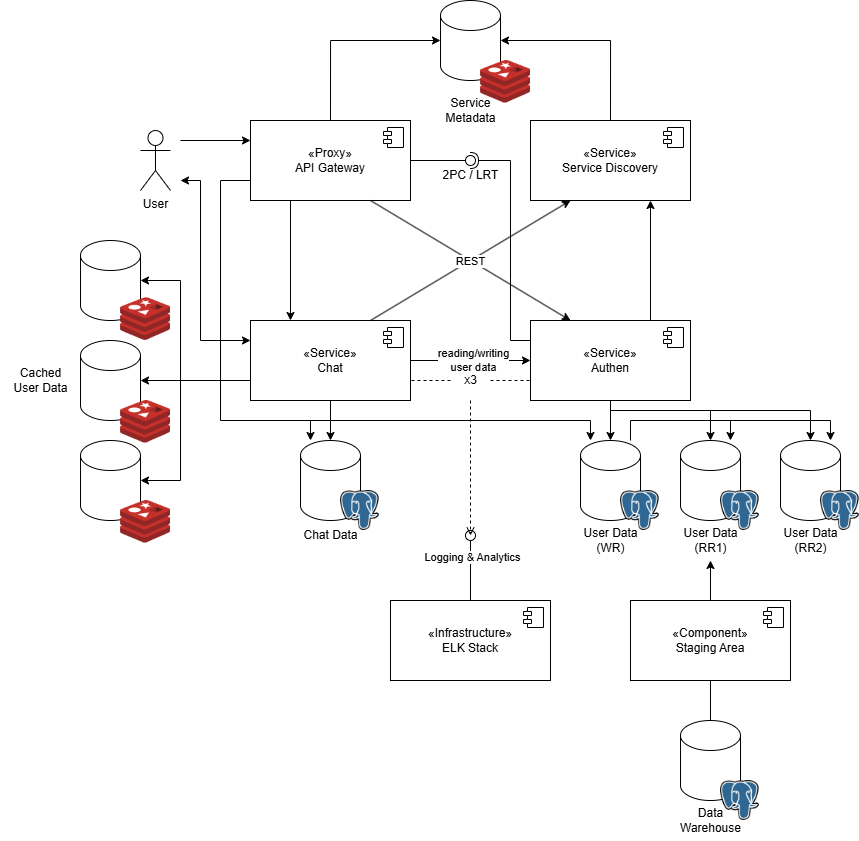 Service
Metadata
«Proxy»
API Gateway
«Service»
Service Discovery
2PC / LRT
User
REST
«Service»
Chat
reading/writing
user data
x3
«Service»
Authen
Cached
User Data
Chat Data
User Data
(WR)
User Data
(RR1)
User Data
(RR2)
Logging & Analytics
«Infrastructure»
ELK Stack
«Component»
Staging Area
Data
Warehouse